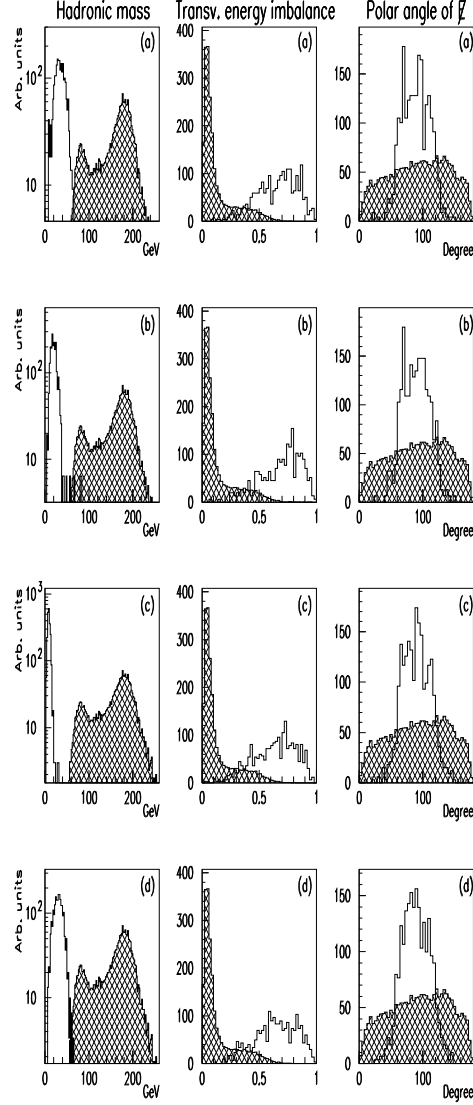 Hadronic mass Transv. energy imbalance Polar angle of E̸
Arb. units
10²
10
(a)
0 100 200
GeV
400
300
200
100
0
(a)
0 0.5 1
150
100
50
0
(a)
0 100
Degree
Arb. units
10²
10
(b)
0 100 200
GeV
400
300
200
100
0
(b)
0 0.5 1
150
100
50
0
(b)
0 100
Degree
Arb. units
10³
10²
10
(c)
0 100 200
GeV
400
300
200
100
0
(c)
0 0.5 1
150
100
50
0
(c)
0 100
Degree
Arb. units
10²
10
(d)
0 100 200
GeV
400
300
200
100
0
(d)
0 0.5 1
150
100
50
0
(d)
0 100
Degree